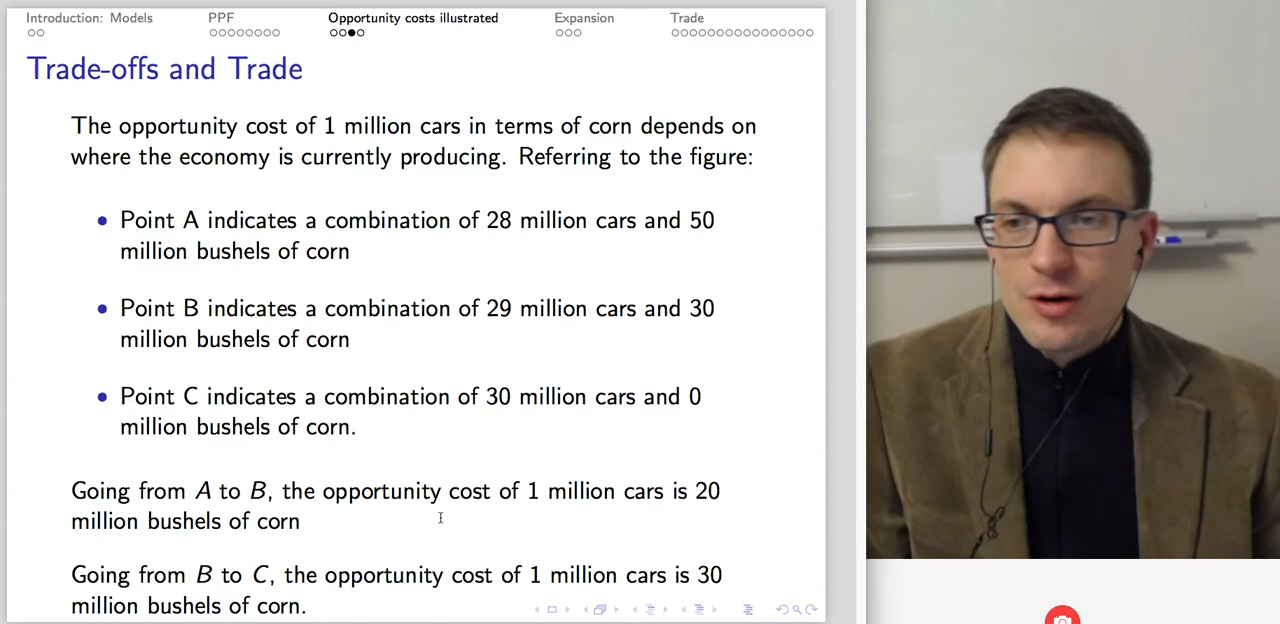 Introduction: Models PPF Opportunity costs illustrated Expansion Trade
Trade-offs and Trade
The opportunity cost of 1 million cars in terms of corn depends on
where the economy is currently producing. Referring to the figure:
Point A indicates a combination of 28 million cars and 50
million bushels of corn
Point B indicates a combination of 29 million cars and 30
million bushels of corn
Point C indicates a combination of 30 million cars and 0
million bushels of corn.
Going from A to B, the opportunity cost of 1 million cars is 20
million bushels of corn
Going from B to C, the opportunity cost of 1 million cars is 30
million bushels of corn.